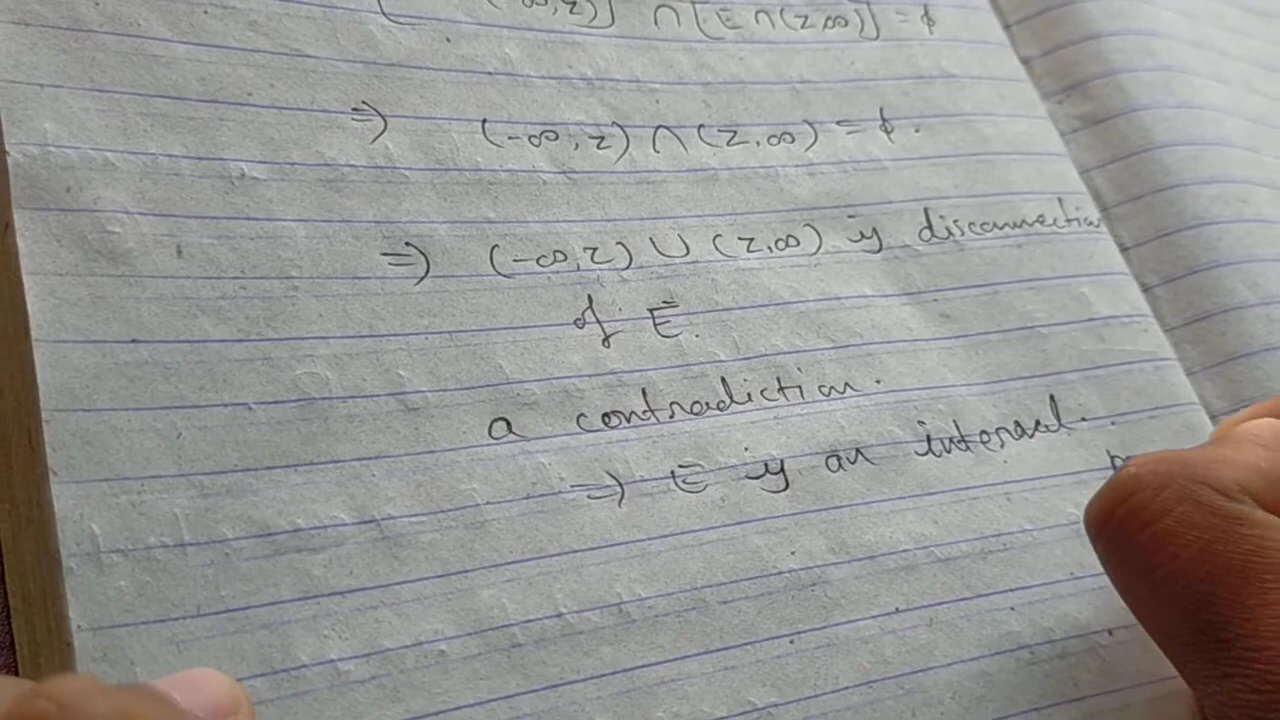 ∞,z)] ∩ [E ∩ (z,∞)] = ϕ
⇒ (-∞,z) ∩ (z,∞) = ϕ.
⇒ (-∞,z) ∪ (z,∞) is disconnection
of E.
a contradiction.
⇒ E is an interval.